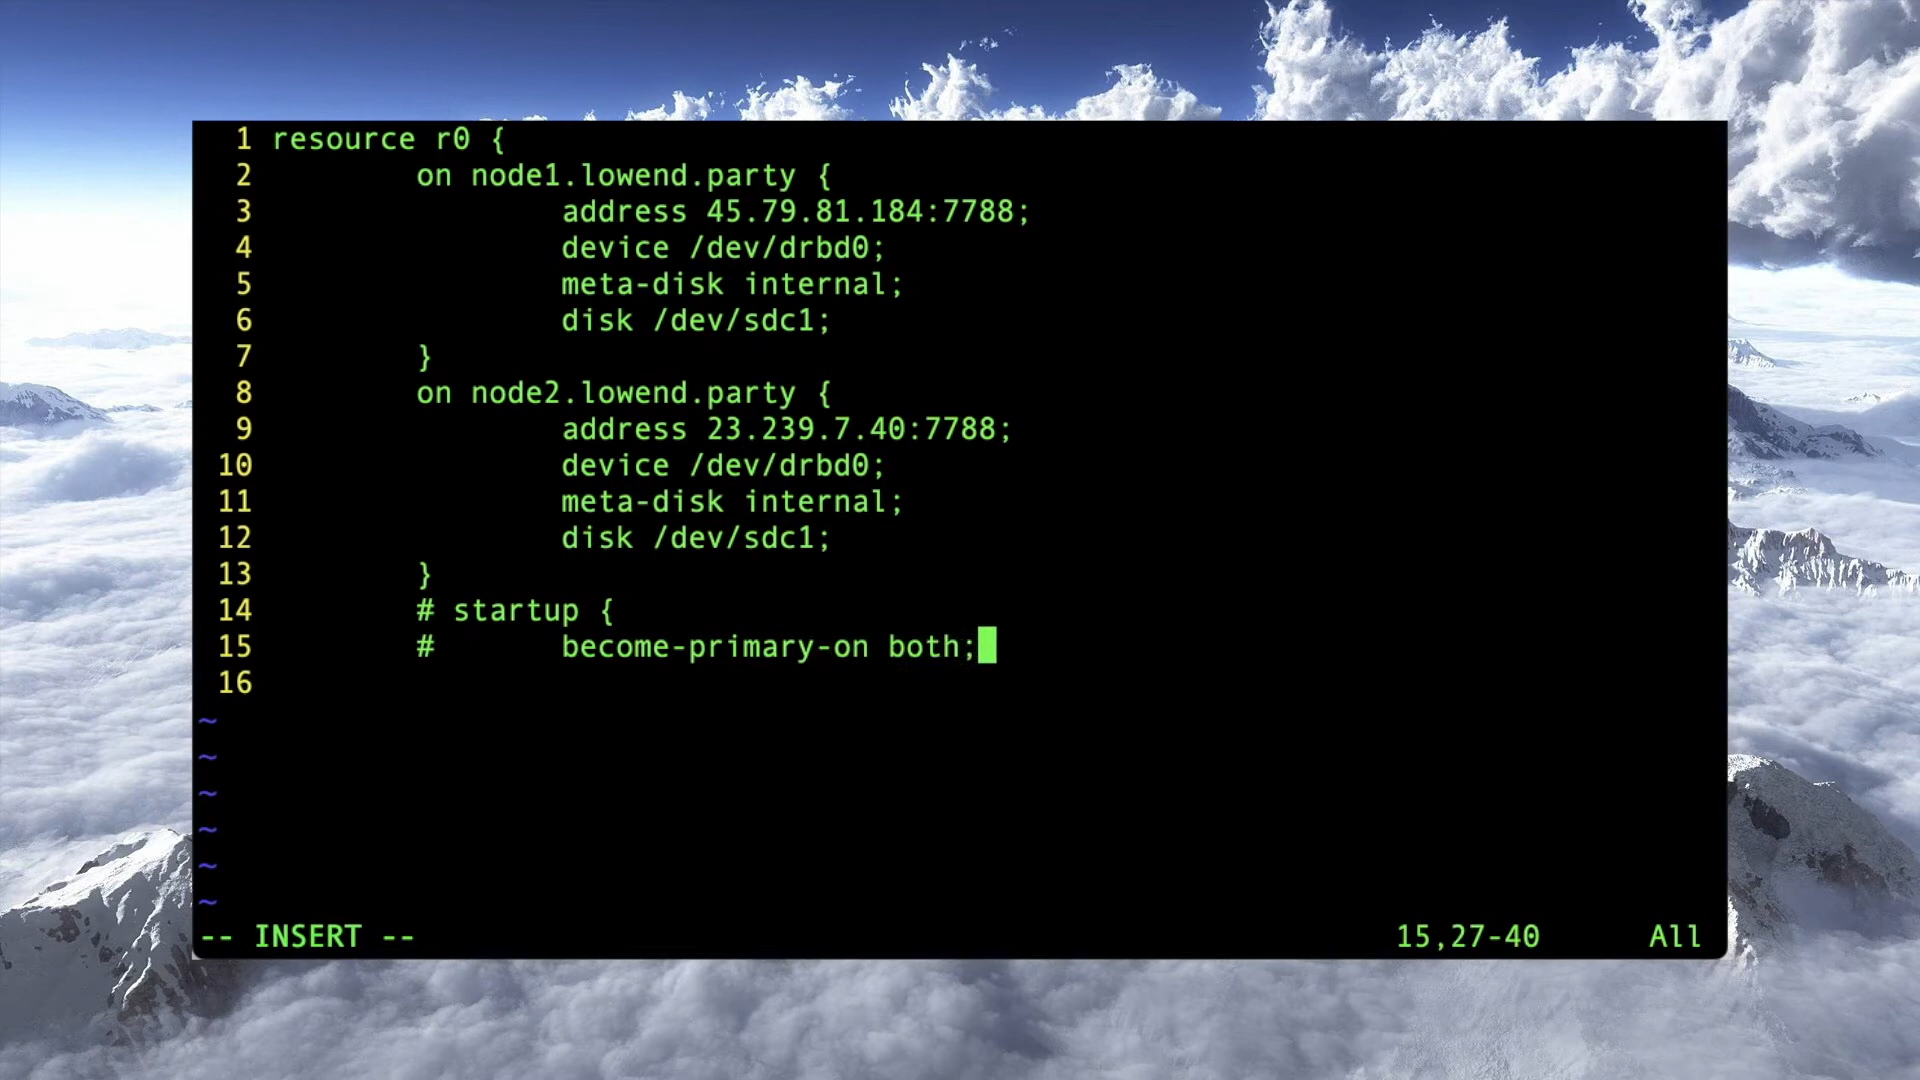 1 resource r0 {
2 on node1.lowend.party {
3 address 45.79.81.184:7788;
4 device /dev/drbd0;
5 meta-disk internal;
6 disk /dev/sdc1;
7 }
8 on node2.lowend.party {
9 address 23.239.7.40:7788;
10 device /dev/drbd0;
11 meta-disk internal;
12 disk /dev/sdc1;
13 }
14 # startup {
15 # become-primary-on both;
16
~
~
~
~
~
~
-- INSERT -- 15,27-40 All